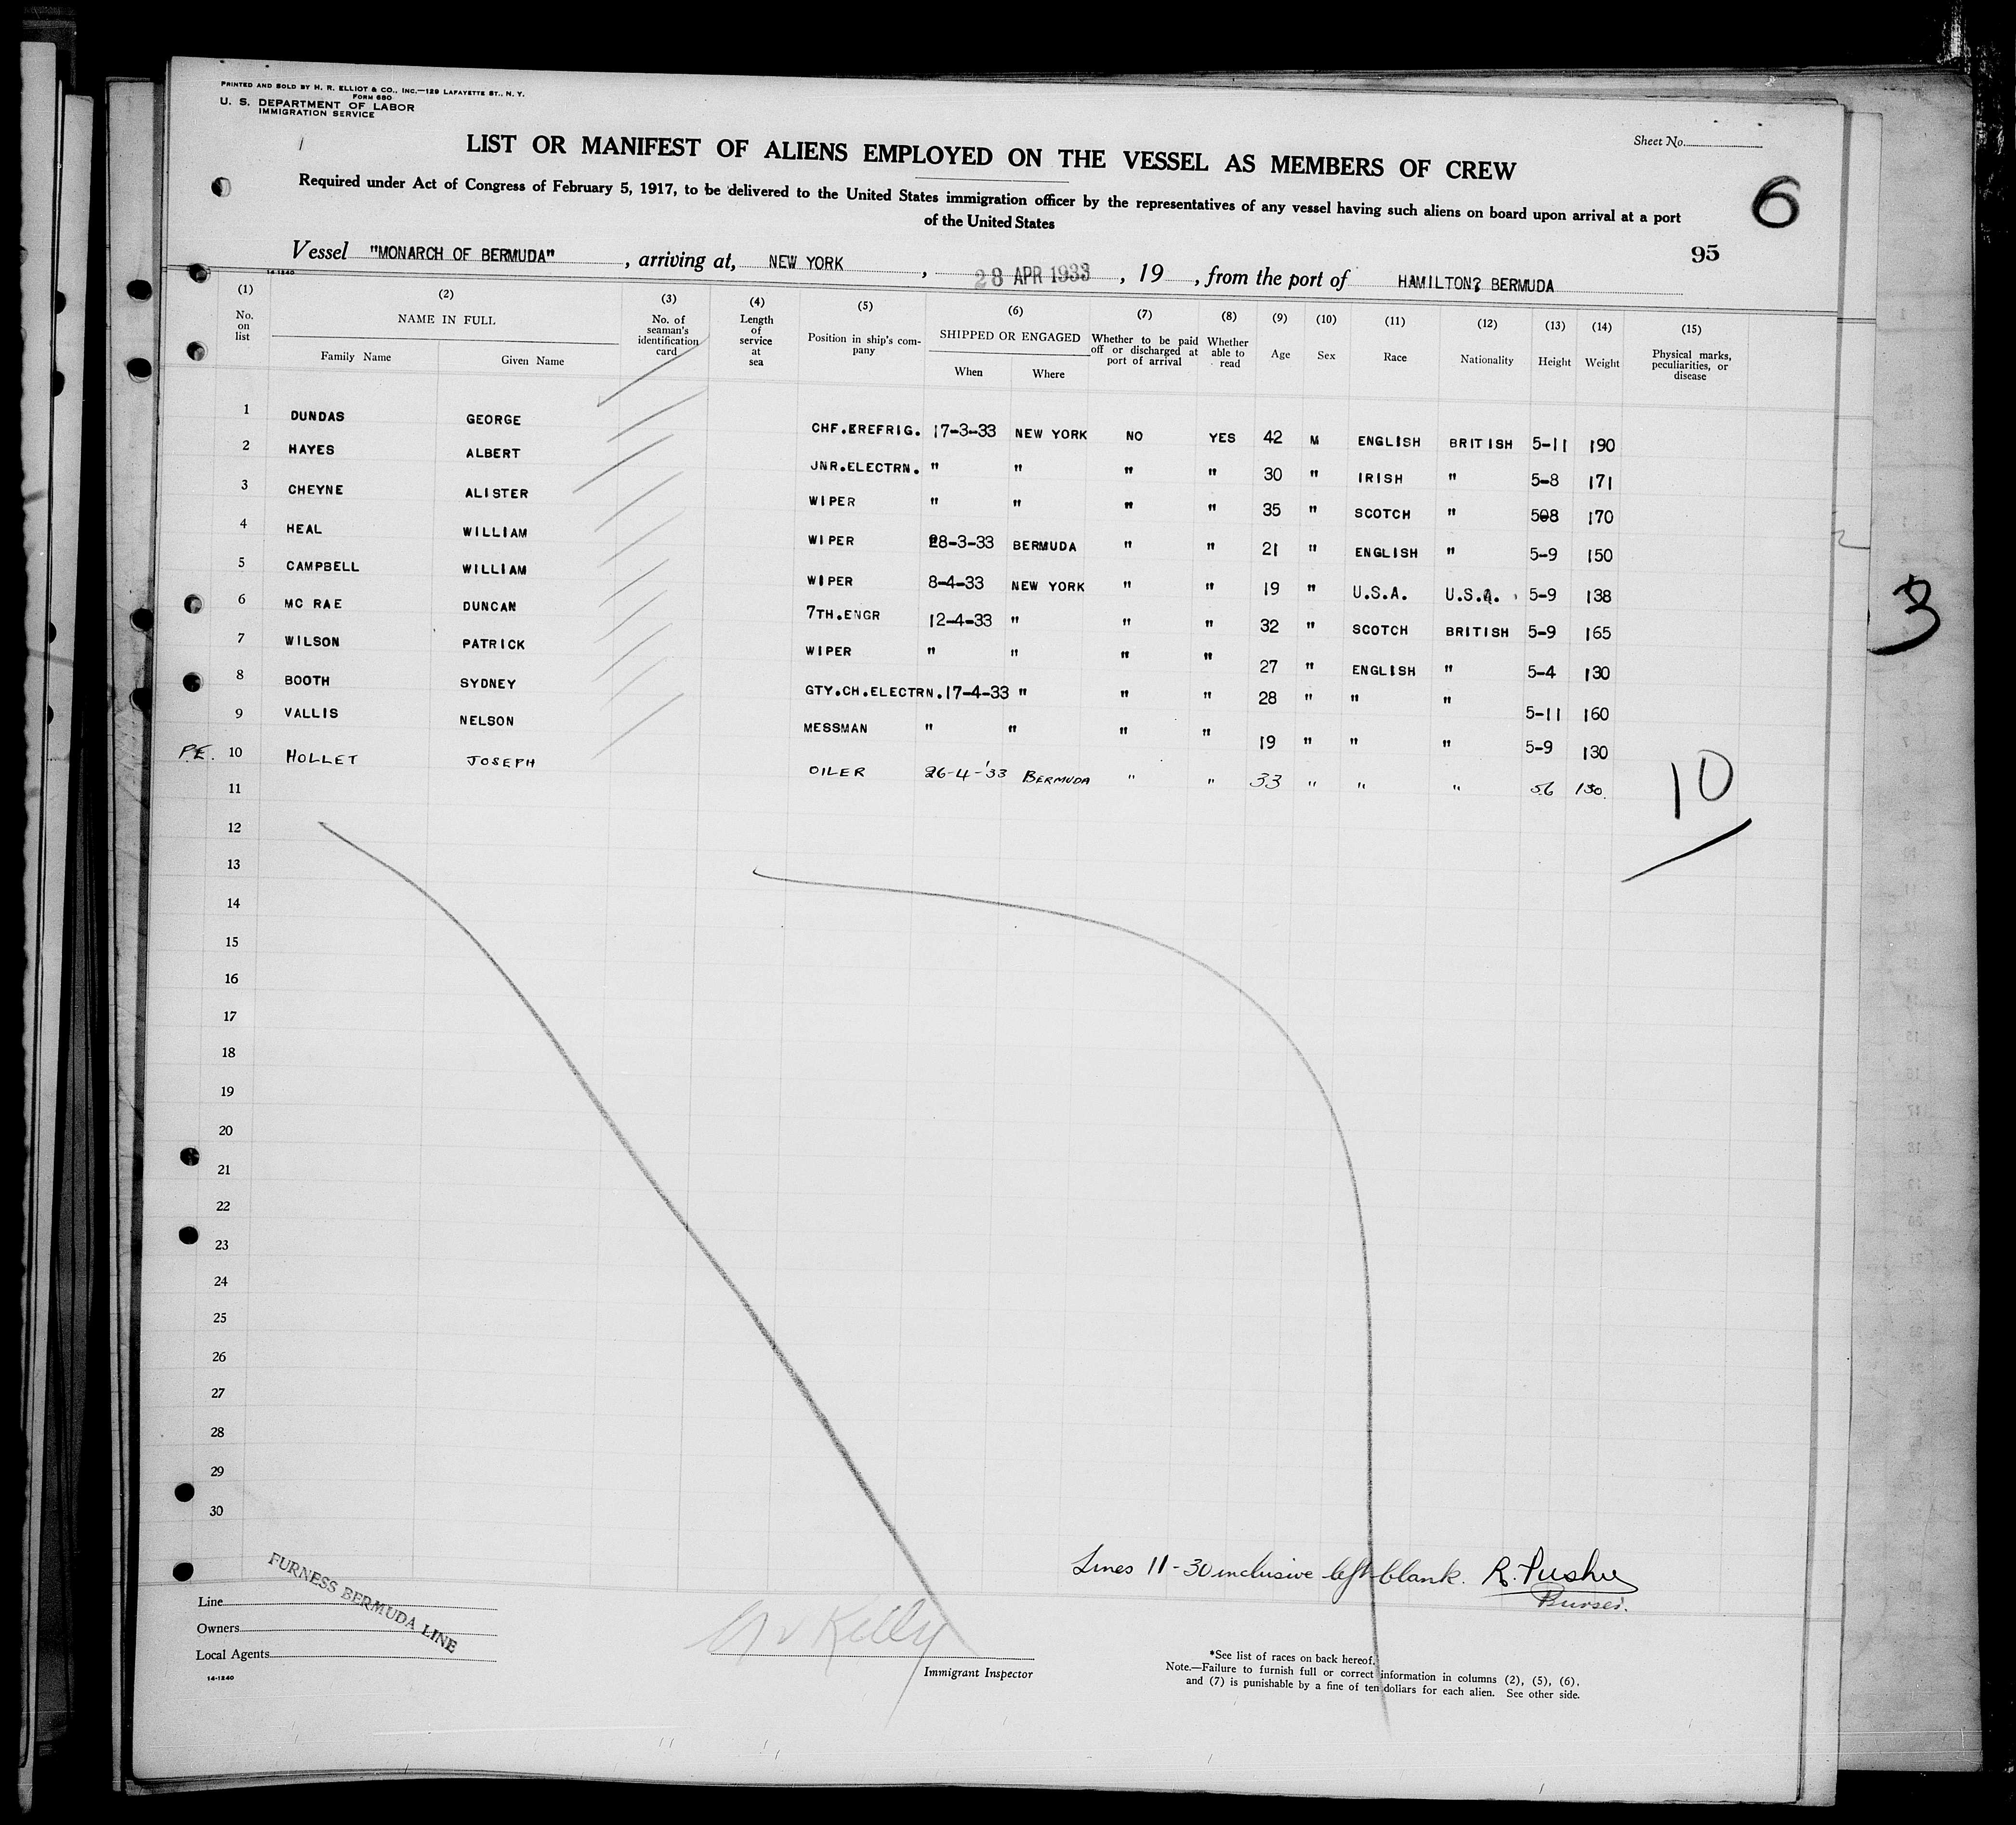 PRINTED AND SOLD BY H. R. ELLIOT & CO., INC.—129 LAFAYETTE ST., N. Y.
FORM 680
U. S. DEPARTMENT OF LABOR
IMMIGRATION SERVICE
Sheet No.
LIST OR MANIFEST OF ALIENS EMPLOYED ON THE VESSEL AS MEMBERS OF CREW
6
Required under Act of Congress of February 5, 1917, to be delivered to the United States immigration officer by the representatives of any vessel having such aliens on board upon arrival at a port
of the United States
95
Vessel "MONARCH OF BERMUDA", arriving at, NEW YORK, 28 APR 1933, 19, from the port of HAMILTON? BERMUDA
14-1240
(1) (2) (3) (4) (5) (6) (7) (8) (9) (10) (11) (12) (13) (14) (15)
No. on list NAME IN FULL Family Name Given Name No. of seaman's identification card Length of service at sea Position in ship's company SHIPPED OR ENGAGED When Where Whether to be paid off or discharged at port of arrival Whether able to read Age Sex Race Nationality Height Weight Physical marks, peculiarities, or disease
1 DUNDAS GEORGE CHF.EREFRIG. 17-3-33 NEW YORK NO YES 42 M ENGLISH BRITISH 5-11 190
2 HAYES ALBERT JNR.ELECTRN. " " " " 30 " IRISH " 5-8 171
3 CHEYNE ALISTER WIPER " " " " 35 " SCOTCH " 508 170
4 HEAL WILLIAM WIPER 28-3-33 BERMUDA " " 21 " ENGLISH " 5-9 150
5 CAMPBELL WILLIAM WIPER 8-4-33 NEW YORK " " 19 " U.S.A. U.S.A. 5-9 138
6 MC RAE DUNCAN 7TH.ENGR 12-4-33 " " " 32 " SCOTCH BRITISH 5-9 165
7 WILSON PATRICK WIPER " " " " 27 " ENGLISH " 5-4 130
8 BOOTH SYDNEY GTY.CH.ELECTRN. 17-4-33 " " " 28 " " " 5-11 160
9 VALLIS NELSON MESSMAN " " " " 19 " " " 5-9 130
P.E. 10 HOLLET JOSEPH OILER 26-4-'33 BERMUDA " " 33 " " " 5.6 130.
3
10
11
12
13
14
15
16
17
18
19
20
21
22
23
24
25
26
27
28
29
30
Lines 11-30 inclusive left blank. R.
Purser.
FURNESS BERMUDA LINE
Line
Owners
Local Agents
14-1240
Kelly
Immigrant Inspector
*See list of races on back hereof.
Note.—Failure to furnish full or correct information in columns (2), (5), (6),
and (7) is punishable by a fine of ten dollars for each alien. See other side.